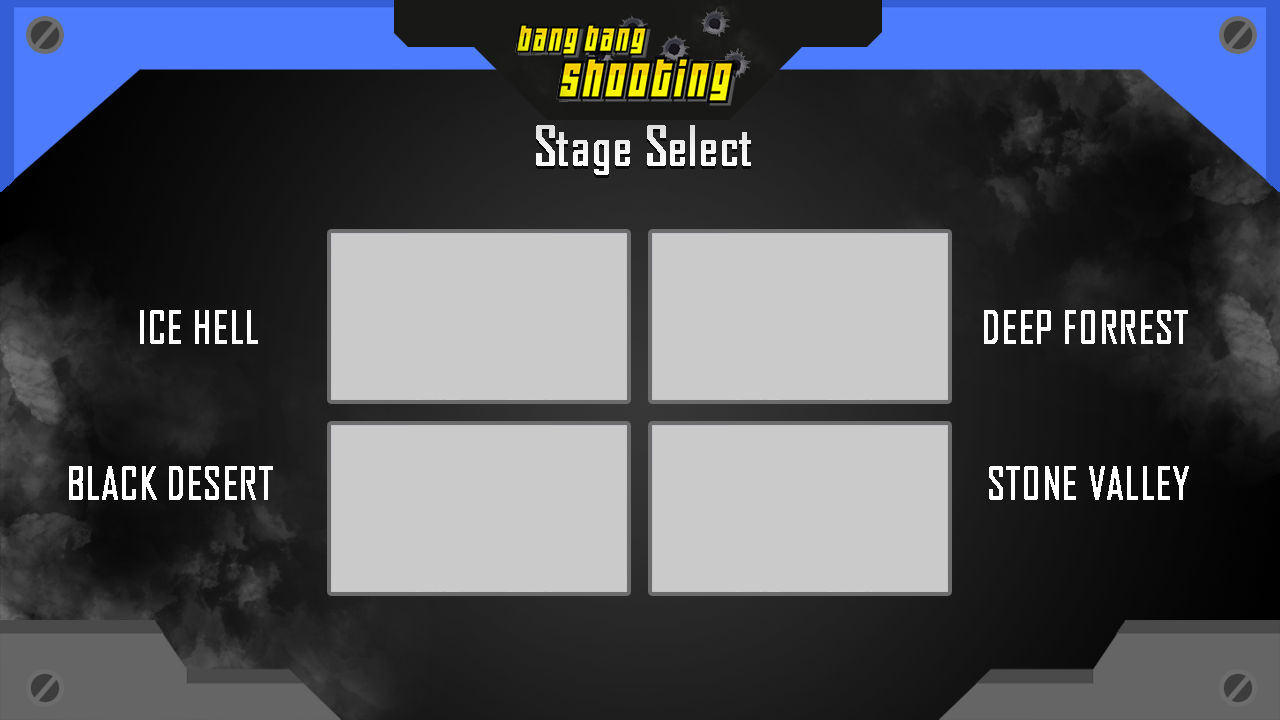 bang bang
shooting
Stage Select
ICE HELL
DEEP FORREST
BLACK DESERT
STONE VALLEY